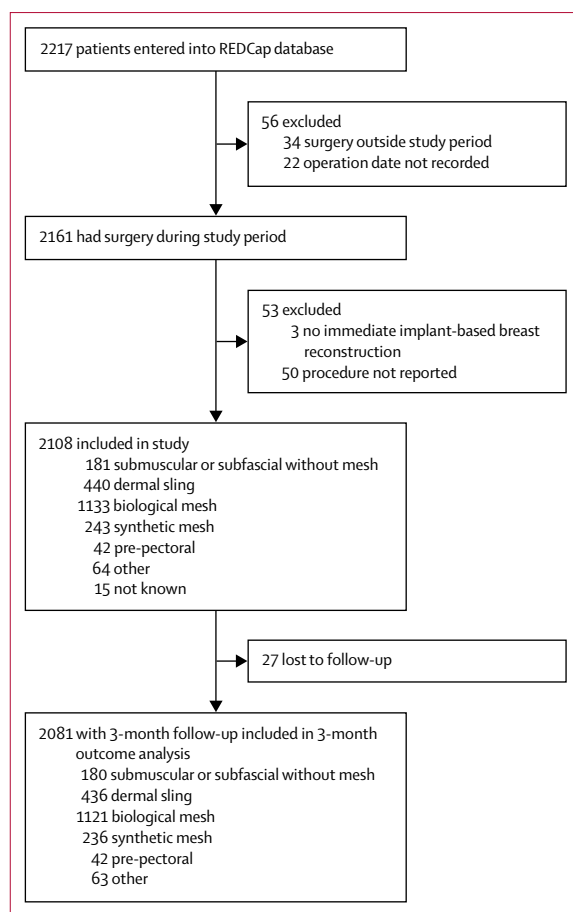 2217 patients entered into REDCap database
56 excluded
34 surgery outside study period
22 operation date not recorded
2161 had surgery during study period
53 excluded
3 no immediate implant-based breast
reconstruction
50 procedure not reported
2108 included in study
181 submuscular or subfascial without mesh
440 dermal sling
1133 biological mesh
243 synthetic mesh
42 pre-pectoral
64 other
15 not known
27 lost to follow-up
2081 with 3-month follow-up included in 3-month
outcome analysis
180 submuscular or subfascial without mesh
436 dermal sling
1121 biological mesh
236 synthetic mesh
42 pre-pectoral
63 other